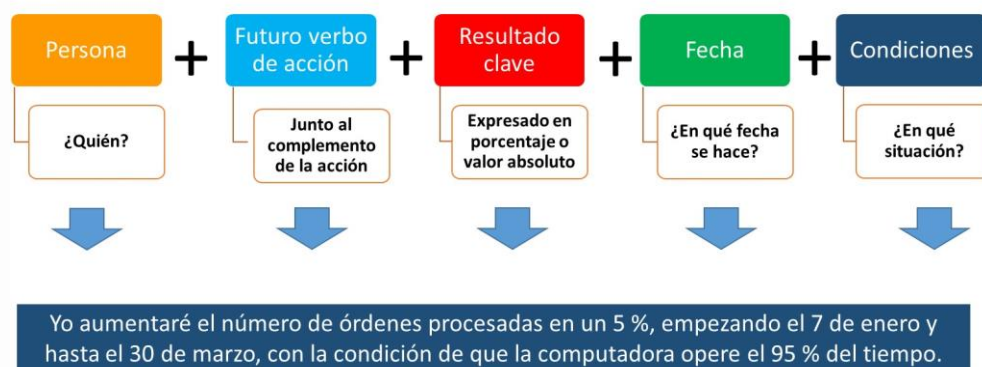 Persona
+
Futuro verbo
de acción
+
Resultado
clave
+
Fecha
+
Condiciones
¿Quién?
Junto al
complemento
de la acción
Expresado en
porcentaje o
valor absoluto
¿En qué fecha
se hace?
¿En qué
situación?
Yo aumentaré el número de órdenes procesadas en un 5 %, empezando el 7 de enero y
hasta el 30 de marzo, con la condición de que la computadora opere el 95 % del tiempo.